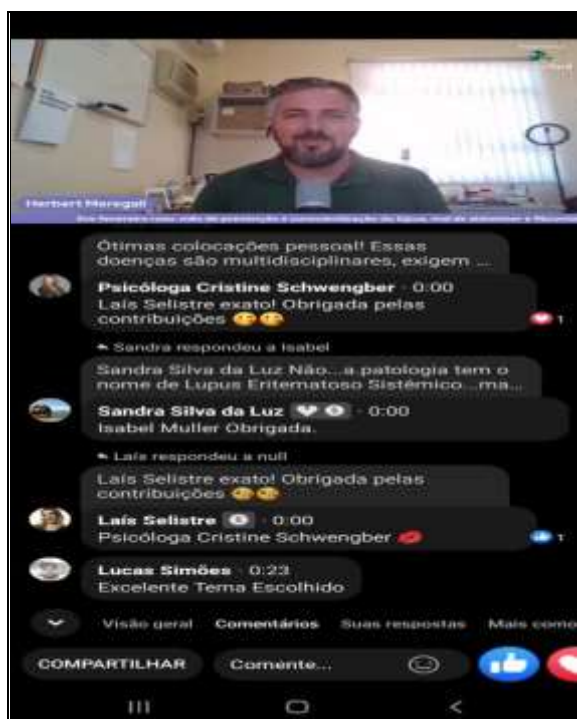 Herbert Maregali
Ótimas colocações pessoal! Essas
doenças são multidisciplinares, exigem ...
Psicóloga Cristine Schwengber · 0:00
Laís Selistre exato! Obrigada pelas
contribuições
1
Sandra respondeu a Isabel
Sandra Silva da Luz Não...a patologia tem o
nome de Lupus Eritematoso Sistêmico...ma...
Sandra Silva da Luz · 0:00
Isabel Muller Obrigada.
Laís respondeu a null
Laís Selistre exato! Obrigada pelas
contribuições
Laís Selistre · 0:00
Psicóloga Cristine Schwengber
1
Lucas Simões · 0:23
Excelente Tema Escolhido
Visão geral Comentários Suas respostas Mais come
COMPARTILHAR Comente...